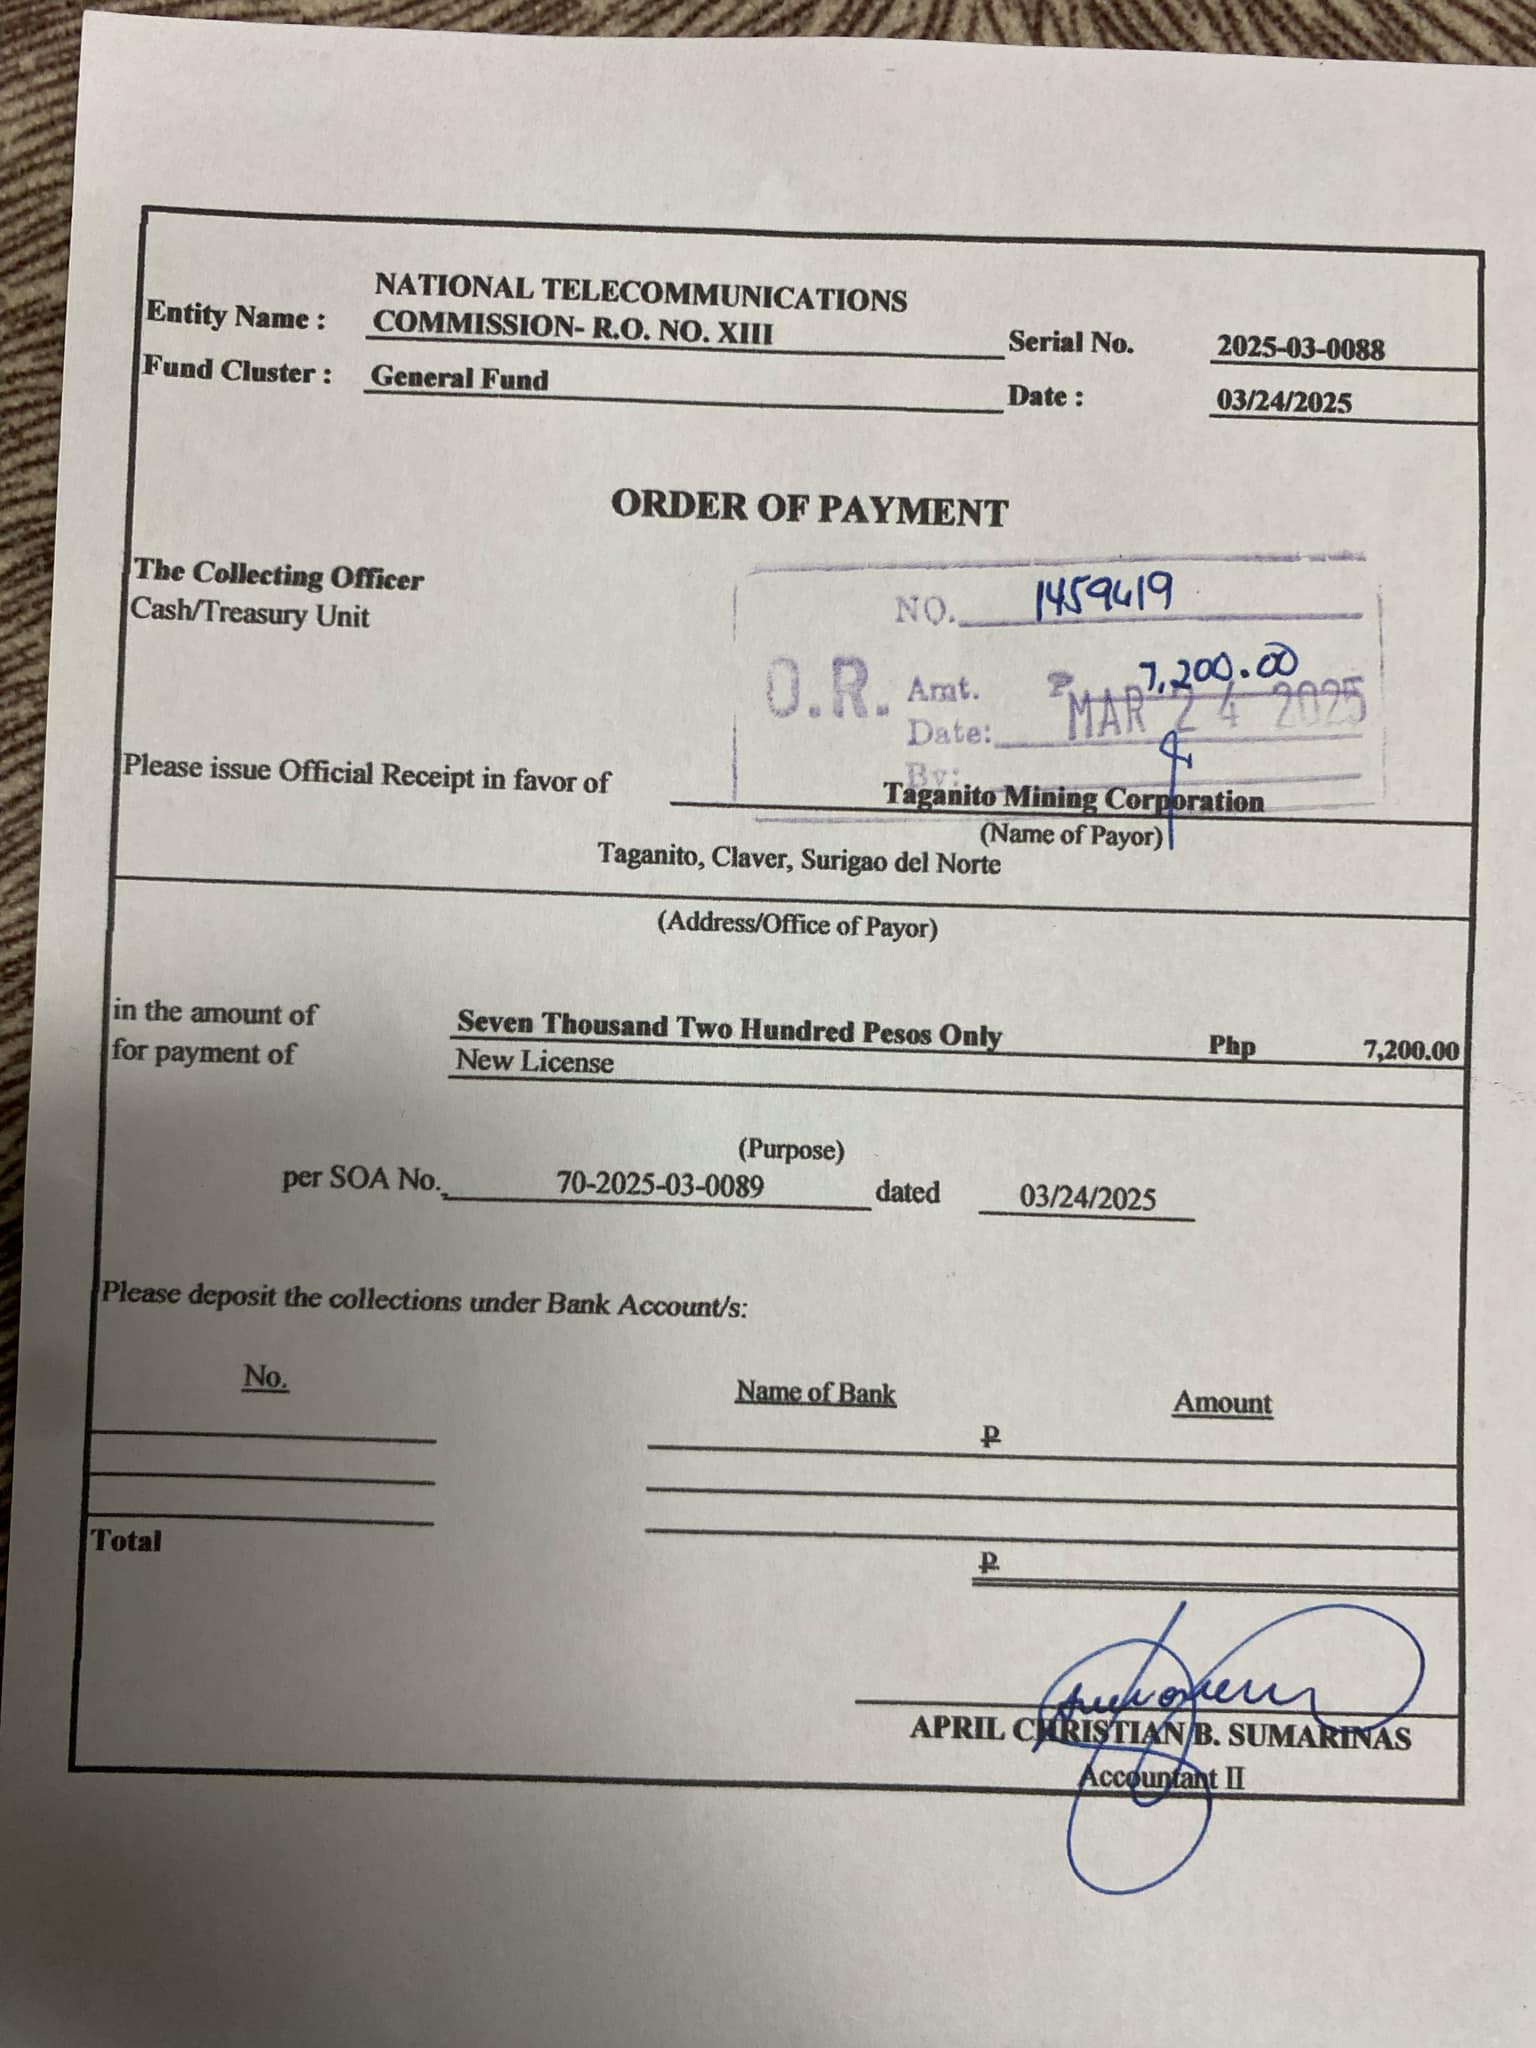 NATIONAL TELECOMMUNICATIONS
Entity Name : COMMISSION- R.O. NO. XIII Serial No. 2025-03-0088
Fund Cluster : General Fund Date : 03/24/2025
ORDER OF PAYMENT
The Collecting Officer
Cash/Treasury Unit
NO. 1459419
O.R. Amt. ₱ 7,200.00
Date: MAR 24 2025
By:
Please issue Official Receipt in favor of Taganito Mining Corporation
(Name of Payor)
Taganito, Claver, Surigao del Norte
(Address/Office of Payor)
in the amount of Seven Thousand Two Hundred Pesos Only Php 7,200.00
for payment of New License
(Purpose)
per SOA No. 70-2025-03-0089 dated 03/24/2025
Please deposit the collections under Bank Account/s:
No. Name of Bank Amount
₱
Total
₱
APRIL CHRISTIAN B. SUMARINAS
Accountant II